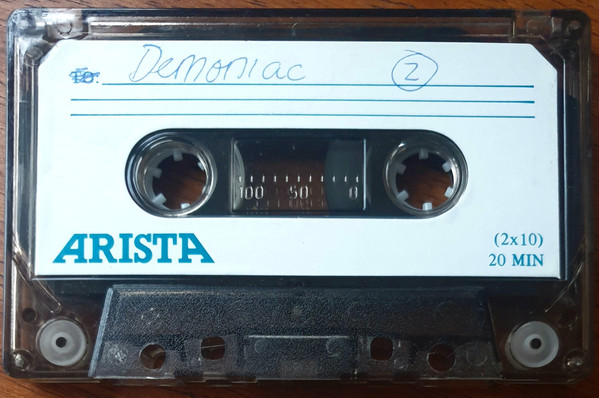 To: Demoniac 2
100 50 0
ARISTA
(2x10)
20 MIN